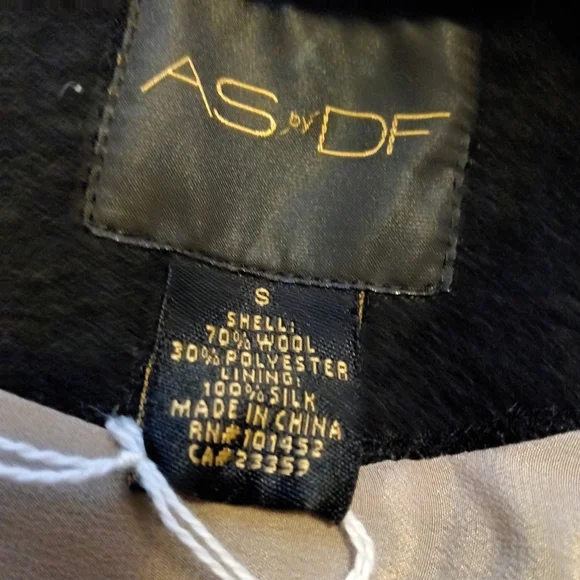 AS by DF
S
SHELL:
70% WOOL
30% POLYESTER
LINING:
100% SILK
MADE IN CHINA
RN#101452
CA#23359